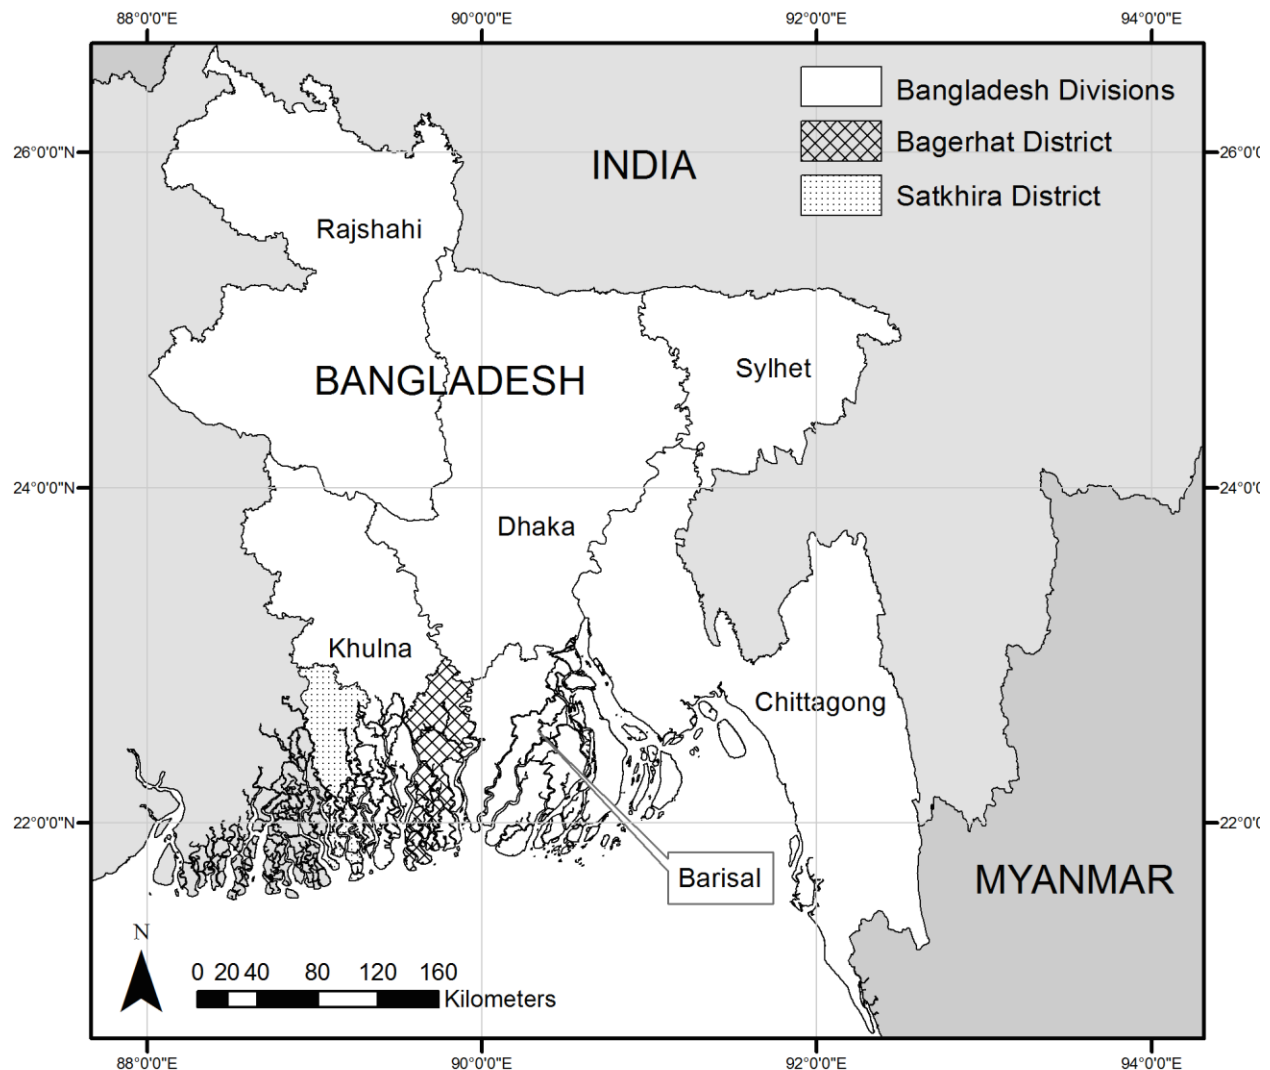 88°0'0"E 90°0'0"E 92°0'0"E 94°0'0"E
Bangladesh Divisions
26°0'0"N INDIA Bagerhat District 26°0'0
Satkhira District
Rajshahi
Sylhet
BANGLADESH
24°0'0"N 24°0'0
Dhaka
Khulna
Chittagong
22°0'0"N 22°0'0
Barisal
MYANMAR
N
0 20 40 80 120 160
Kilometers
88°0'0"E 90°0'0"E 92°0'0"E 94°0'0"E